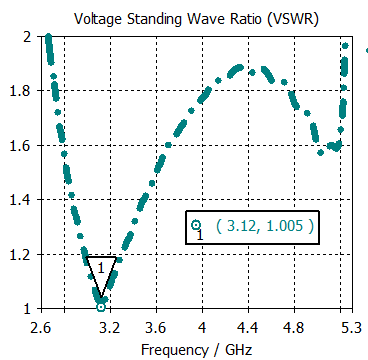 Voltage Standing Wave Ratio (VSWR)
2
1.8
1.6
1.4
1.2
1
1
1
( 3.12, 1.005 )
2.6 3.2 3.6 4 4.4 4.8 5.3
Frequency / GHz